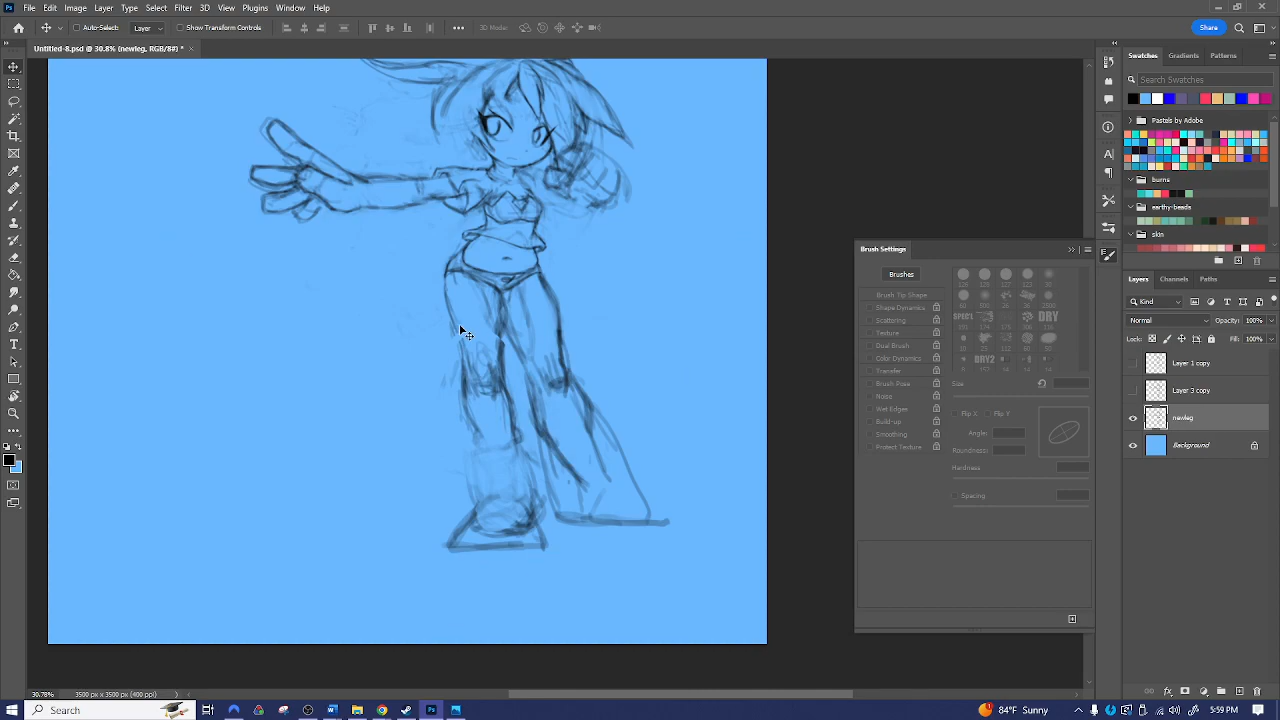 Ps File Edit Image Layer Type Select Filter 3D View Plugins Window Help
Auto-Select: Layer Show Transform Controls 3D Mode: Share
Untitled-8.psd @ 30.8% (newleg, RGB/8#) *
Swatches Gradients Patterns
Search Swatches
Pastels by Adobe
burns
earthy-beads
skin
Brush Settings
Brushes
Brush Tip Shape
Shape Dynamics
Scattering
Texture
Dual Brush
Color Dynamics
Transfer
Brush Pose
Noise
Wet Edges
Build-up
Smoothing
Protect Texture
DRY
DRY2
Size
Flip X Flip Y
Angle:
Roundness:
Hardness
Spacing
Layers Channels Paths
Kind
Normal Opacity: 100%
Lock: Fill: 100%
Layer 1 copy
Layer 3 copy
newleg
Background
30.78% 3500 px x 3500 px (400 ppi)
Search
84°F Sunny 5:59 PM